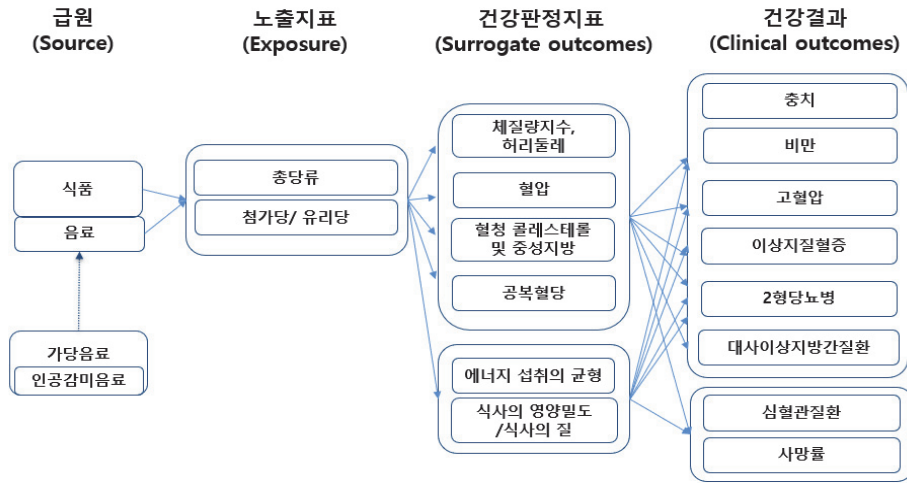 급원
(Source)
노출지표
(Exposure)
건강판정지표
(Surrogate outcomes)
건강결과
(Clinical outcomes)
식품
음료
가당음료
인공감미음료
총당류
첨가당/ 유리당
체질량지수,
허리둘레
혈압
혈청 콜레스테롤
및 중성지방
공복혈당
에너지 섭취의 균형
식사의 영양밀도
/식사의 질
충치
비만
고혈압
이상지질혈증
2형당뇨병
대사이상지방간질환
심혈관질환
사망률